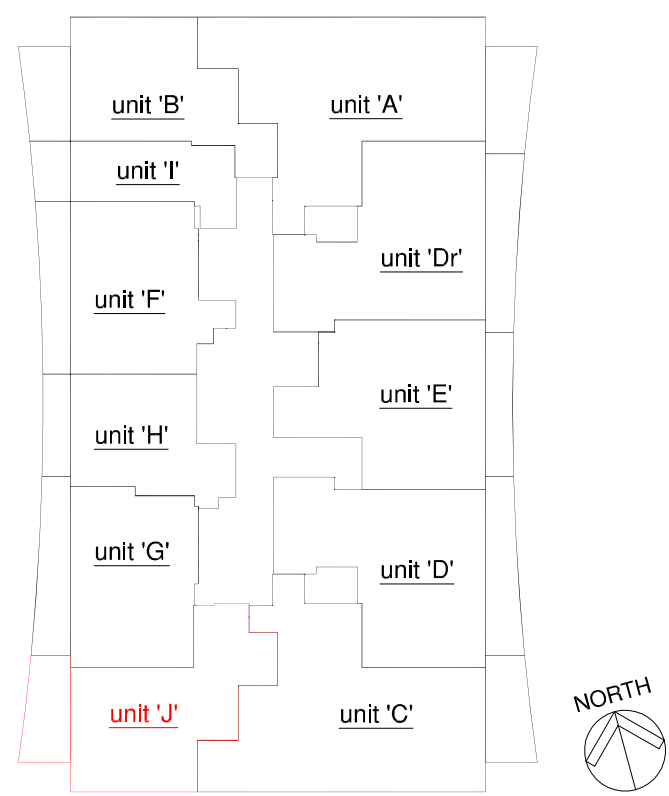 unit 'B'
unit 'A'
unit 'I'
unit 'Dr'
unit 'F'
unit 'E'
unit 'H'
unit 'G'
unit 'D'
unit 'J'
unit 'C'
NORTH